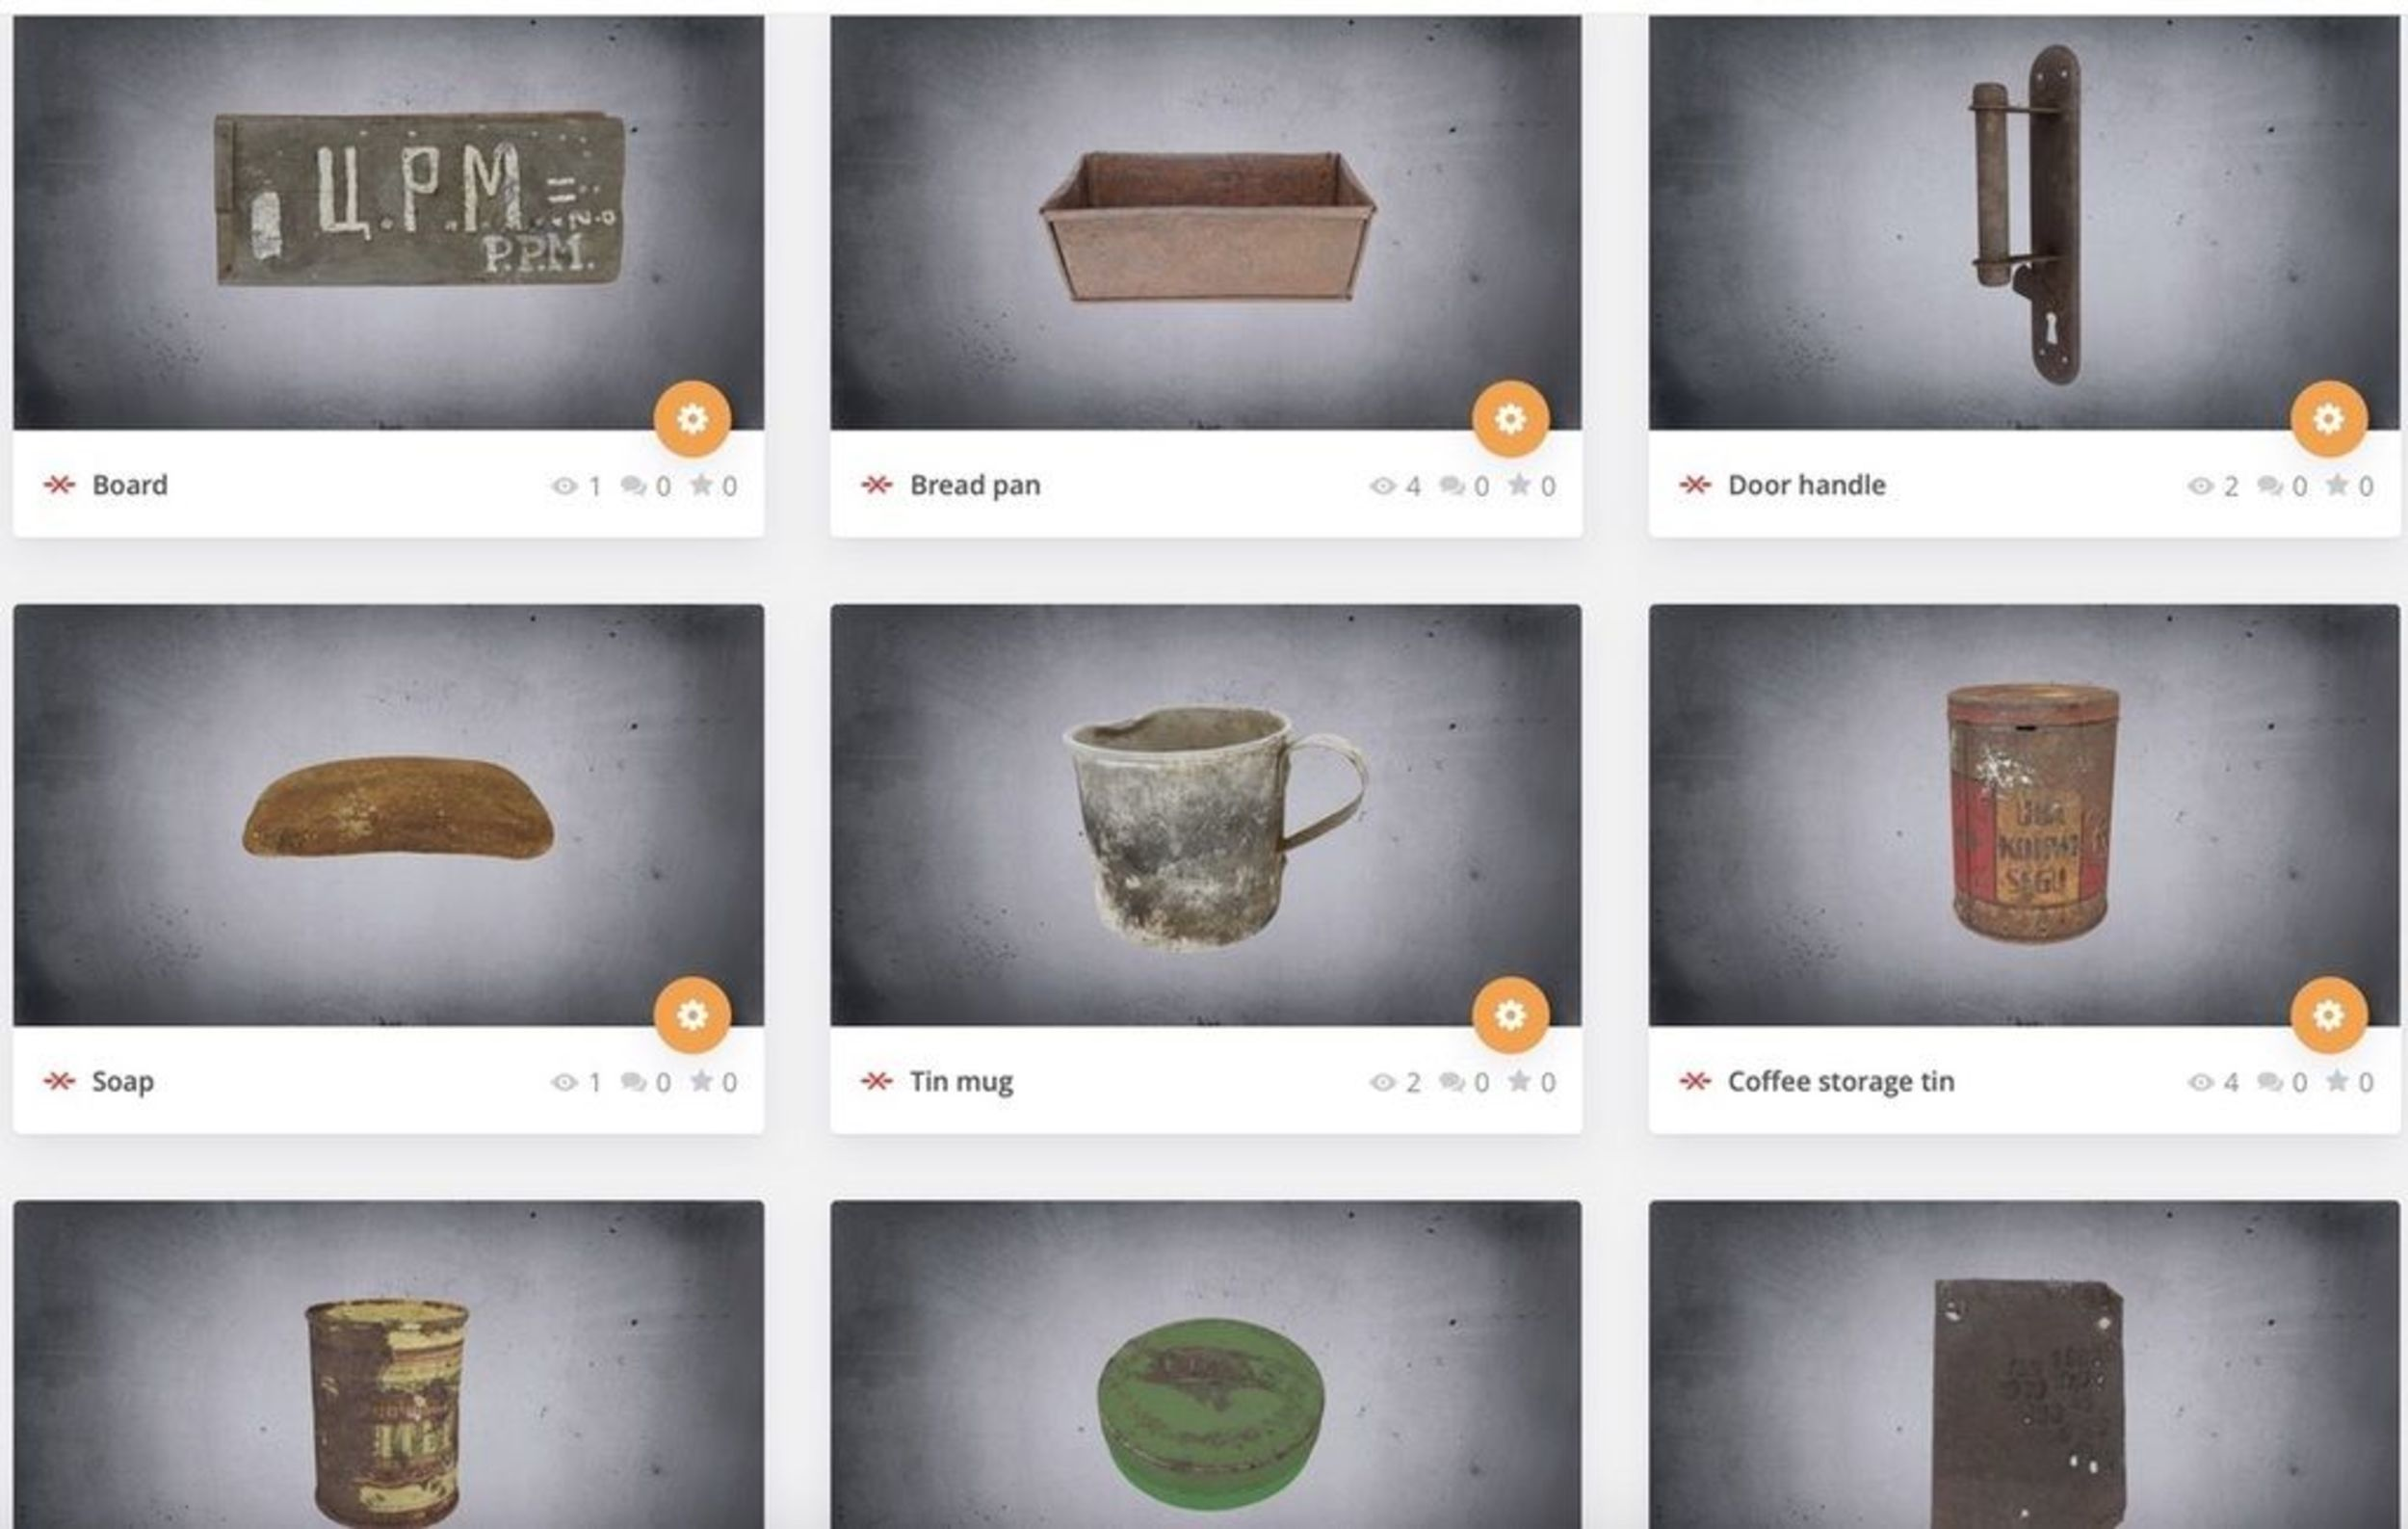 Ц.Р.М.
Р.Р.М.
Board 1 0 0
Bread pan 4 0 0
Door handle 2 0 0
SEGU
Soap 1 0 0
Tin mug 2 0 0
Coffee storage tin 4 0 0